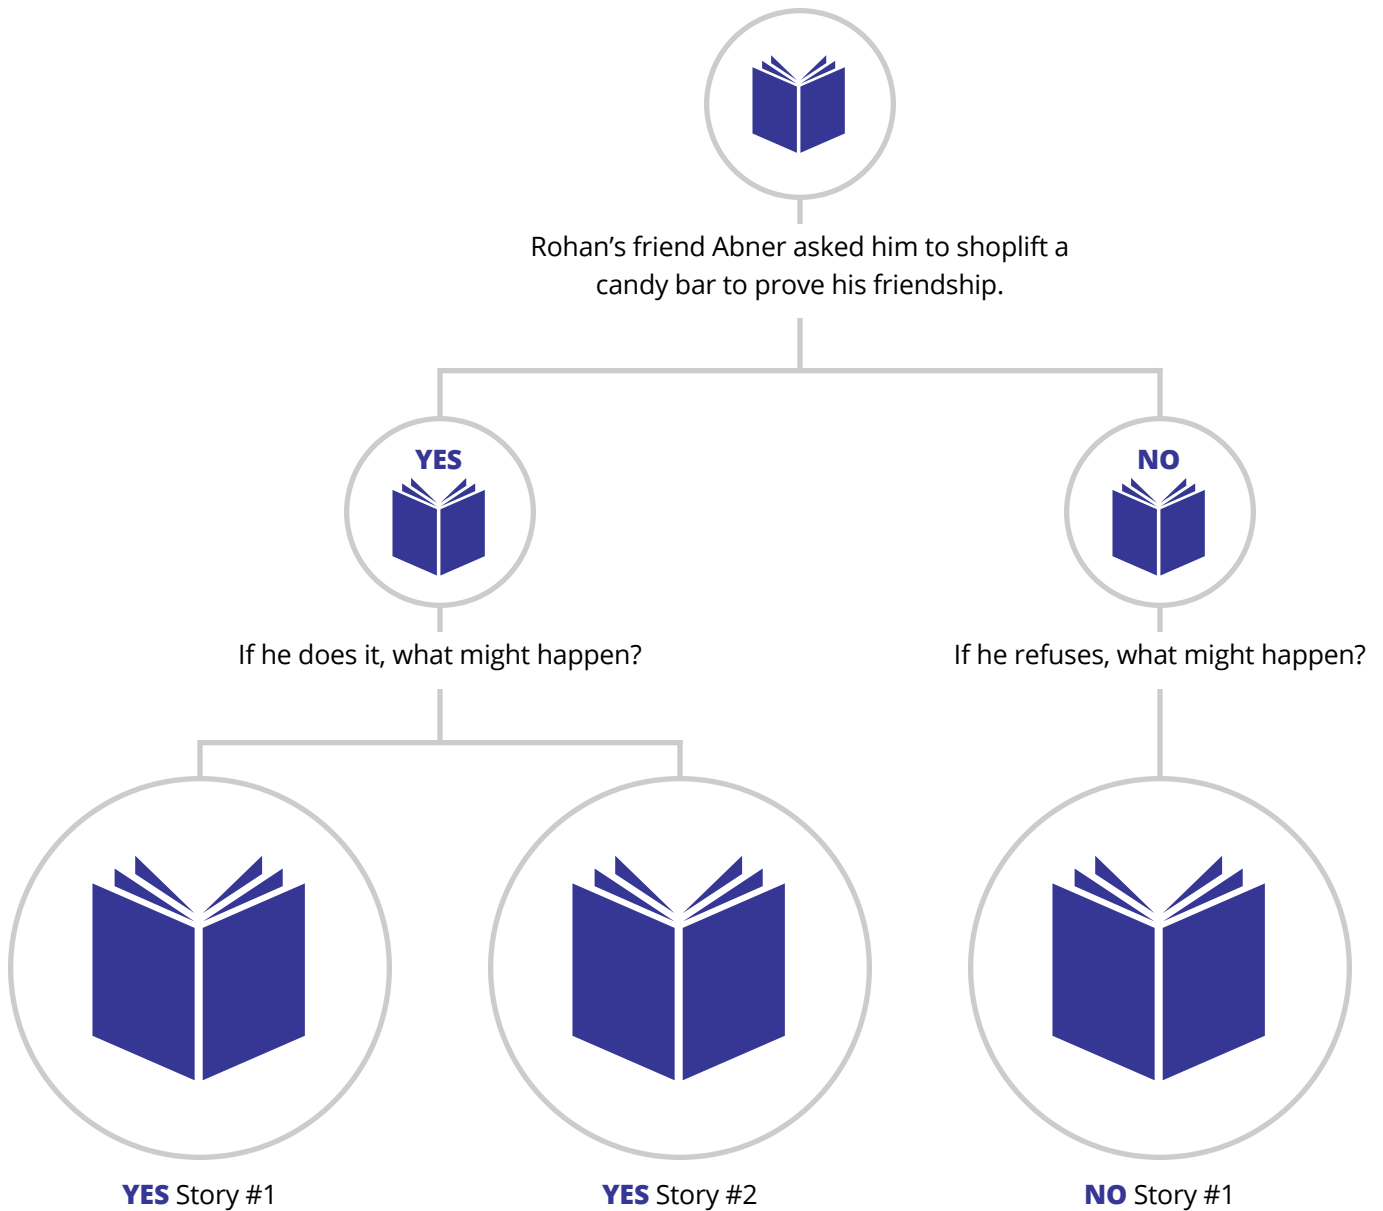 Rohan’s friend Abner asked him to shoplift a
candy bar to prove his friendship.
YES
NO
If he does it, what might happen?
If he refuses, what might happen?
YES Story #1
YES Story #2
NO Story #1